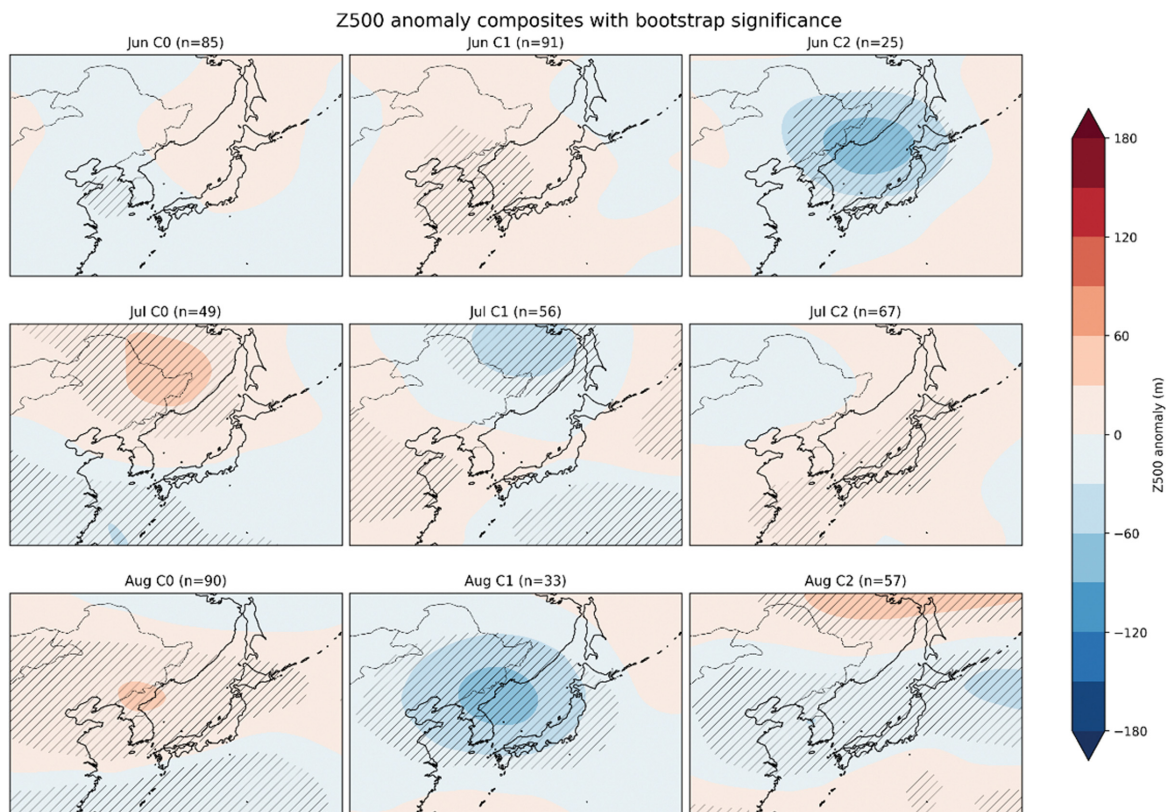 Z500 anomaly composites with bootstrap significance
Jun C0 (n=85)
Jun C1 (n=91)
Jun C2 (n=25)
Jul C0 (n=49)
Jul C1 (n=56)
Jul C2 (n=67)
Aug C0 (n=90)
Aug C1 (n=33)
Aug C2 (n=57)
180
120
60
0
−60
−120
−180
Z500 anomaly (m)